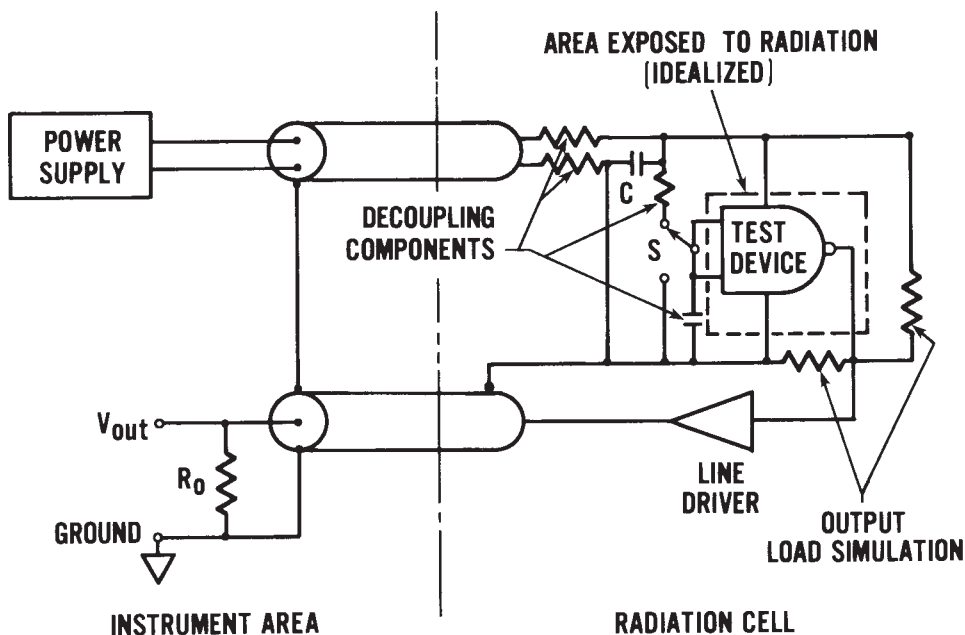 AREA EXPOSED TO RADIATION
(IDEALIZED)
POWER
SUPPLY
C
DECOUPLING
COMPONENTS
S
TEST
DEVICE
Vout
R0
LINE
DRIVER
GROUND
OUTPUT
LOAD SIMULATION
INSTRUMENT AREA
RADIATION CELL